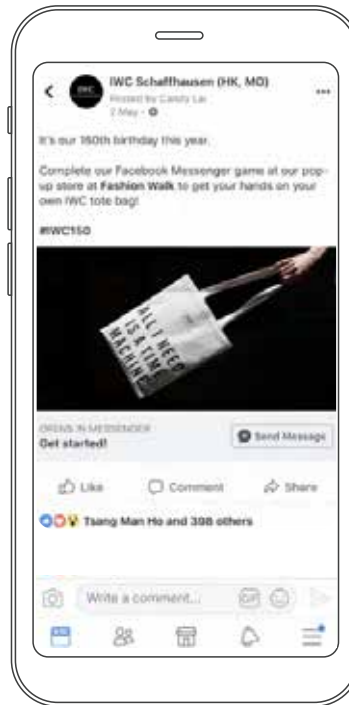 IWC Schaffhausen (HK, MO)
Posted by Candy Lai
2 May
It's our 150th birthday this year.
Complete our Facebook Messenger game at our pop-
up store at Fashion Walk to get your hands on your
own IWC tote bag!
#IWC150
IWC
ALL I NEED
IS A TIME
MACHINE
OPENS IN MESSENGER
Get started!
Send Message
Like
Comment
Share
Tsang Man Ho and 398 others
Write a comment...
GIF